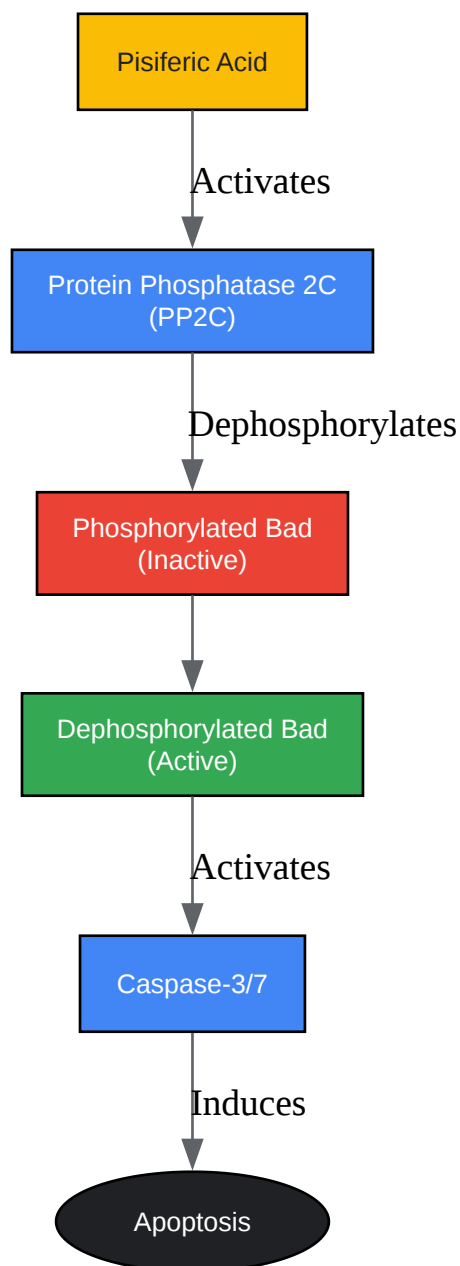 Pisiferic Acid
Activates
Protein Phosphatase 2C
(PP2C)
Dephosphorylates
Phosphorylated Bad
(Inactive)
Dephosphorylated Bad
(Active)
Activates
Caspase-3/7
Induces
Apoptosis